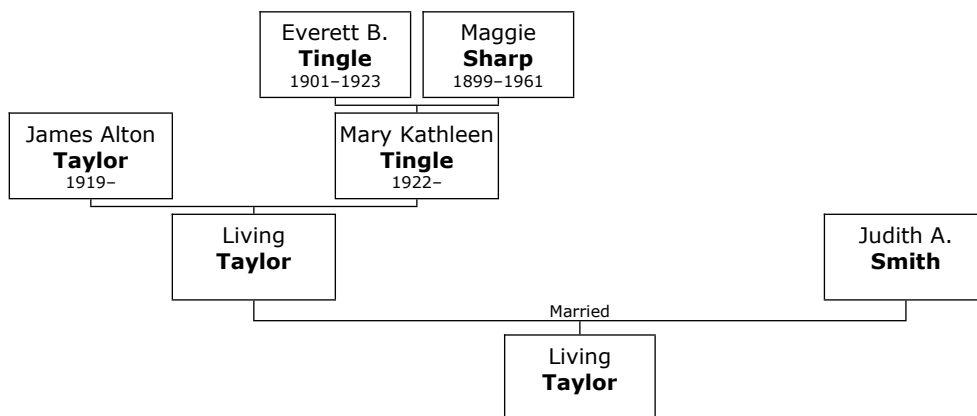 Everett B.
Tingle
1901–1923
Maggie
Sharp
1899–1961
James Alton
Taylor
1919–
Mary Kathleen
Tingle
1922–
Living
Taylor
Judith A.
Smith
Married
Living
Taylor